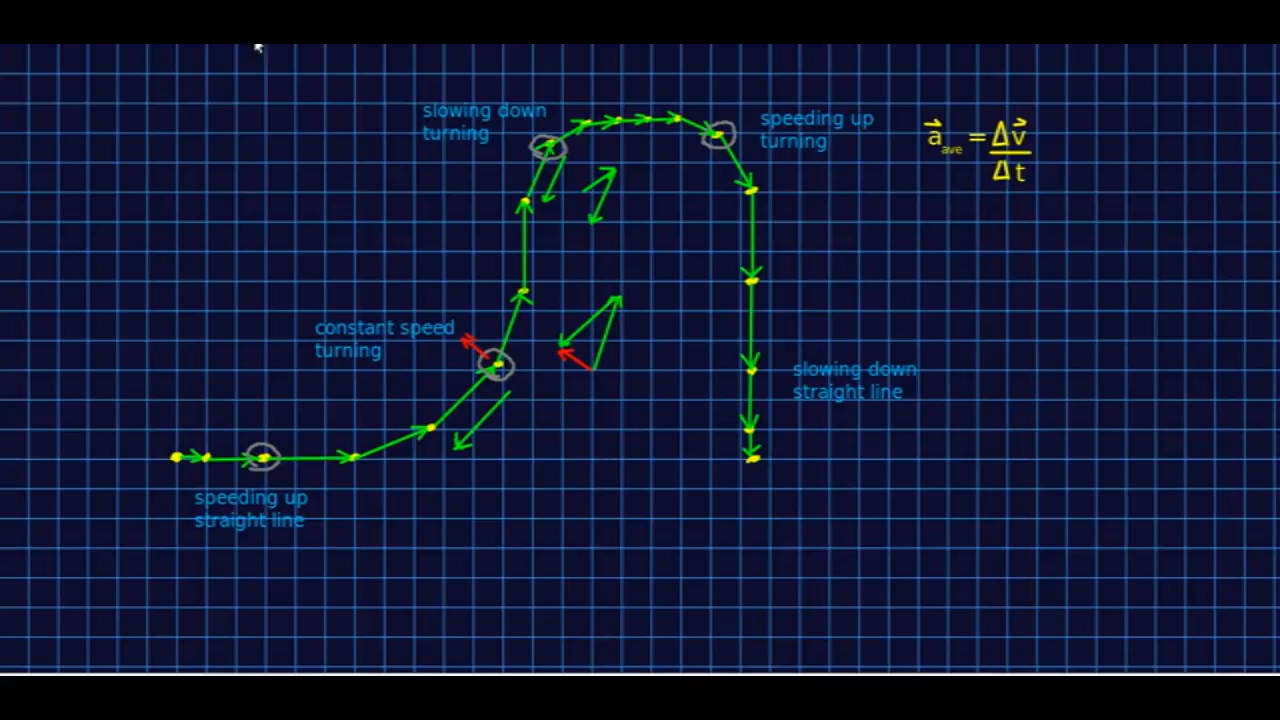 slowing down
turning
speeding up
turning
a⃗ave = Δv⃗
Δt
constant speed
turning
slowing down
straight line
speeding up
straight line